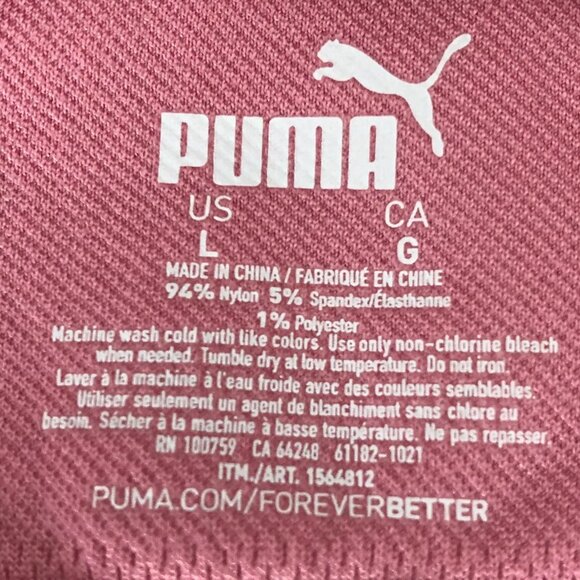 PUMA
US CA
L G
MADE IN CHINA / FABRIQUÉ EN CHINE
94% Nylon 5% Spandex/Élasthanne
1% Polyester
Machine wash cold with like colors. Use only non-chlorine bleach
when needed. Tumble dry at low temperature. Do not iron.
Laver à la machine à l'eau froide avec des couleurs semblables.
Utiliser seulement un agent de blanchiment sans chlore au
besoin. Sécher à la machine à basse température. Ne pas repasser.
RN 100759 CA 64248 61182-1021
ITM./ART. 1564812
PUMA.COM/FOREVERBETTER